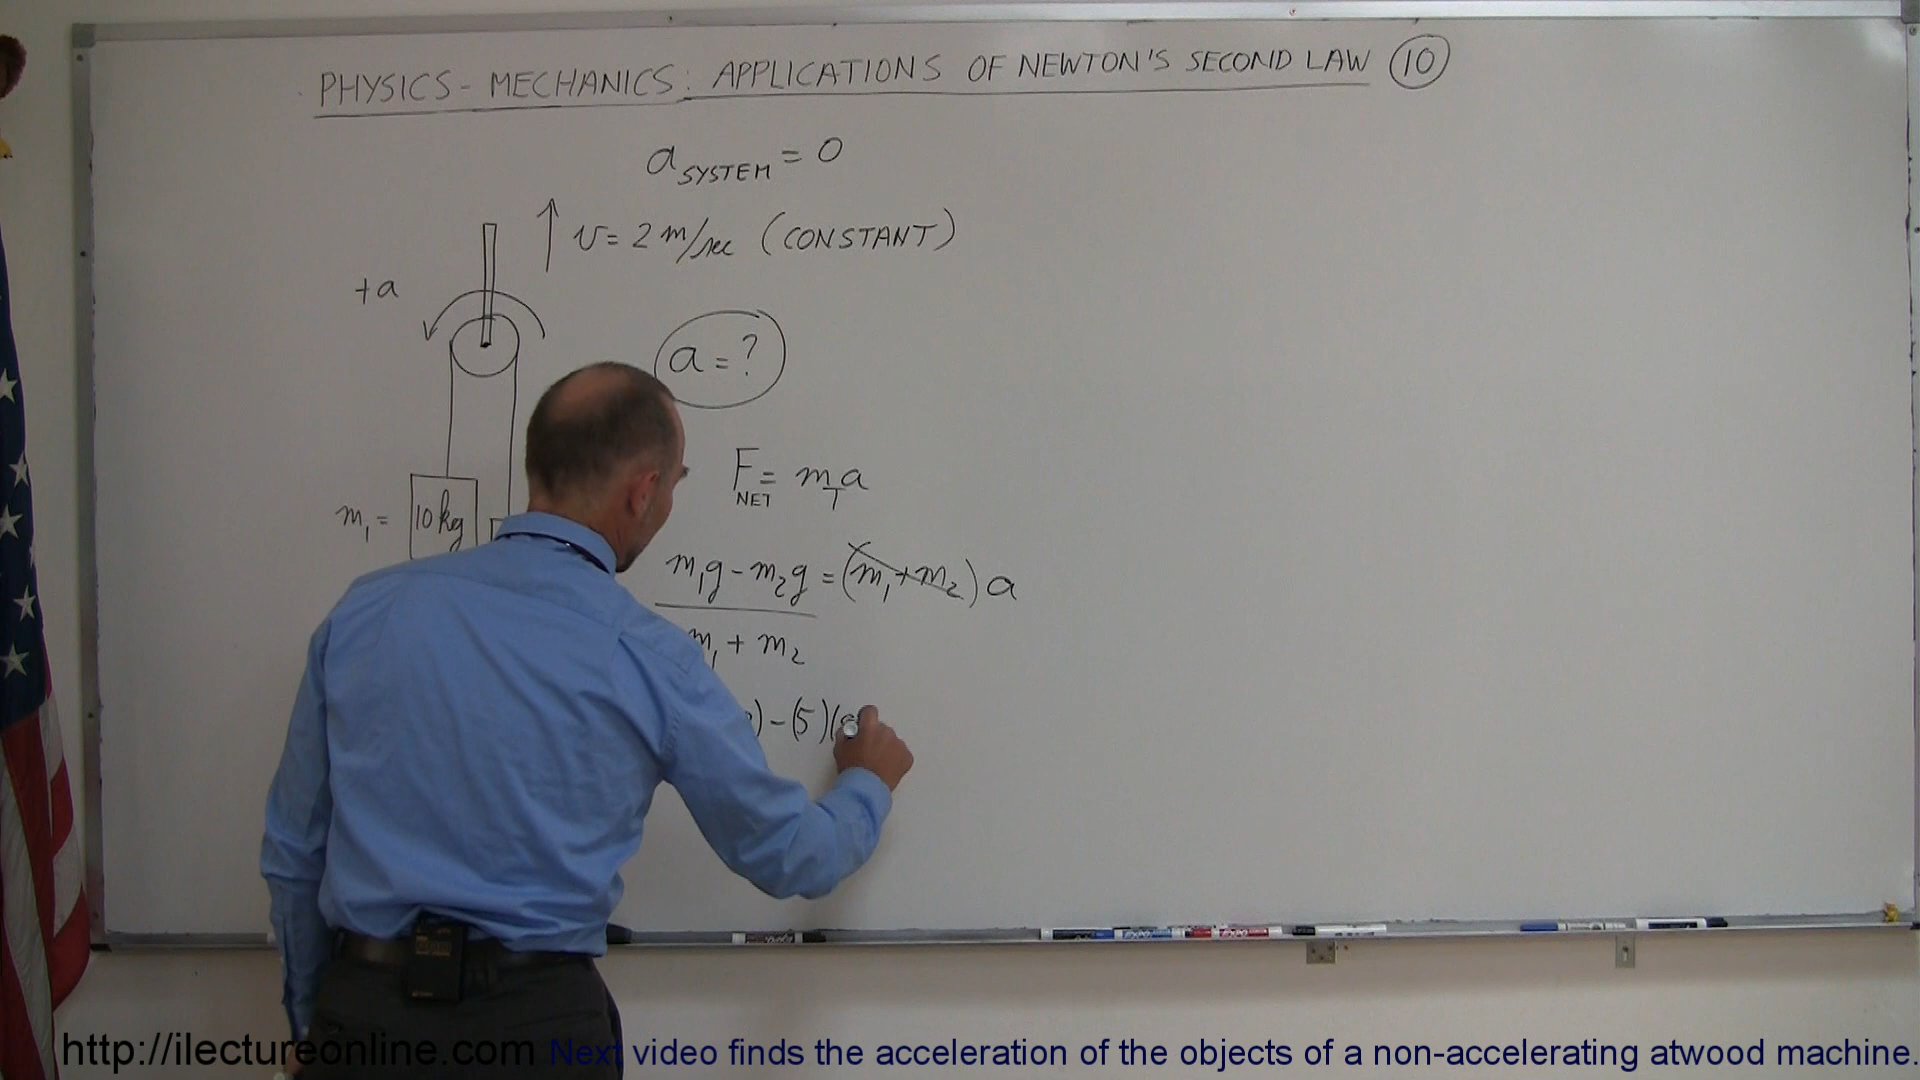 PHYSICS - MECHANICS: APPLICATIONS OF NEWTON'S SECOND LAW 10
a SYSTEM = 0
v = 2 m/sec (CONSTANT)
+a
a = ?
F NET = m T a
m1 = 10 kg
m1g - m2g = (m1 + m2) a
m1 + m2
) - (5)(
http://ilectureonline.com Next video finds the acceleration of the objects of a non-accelerating atwood machine.